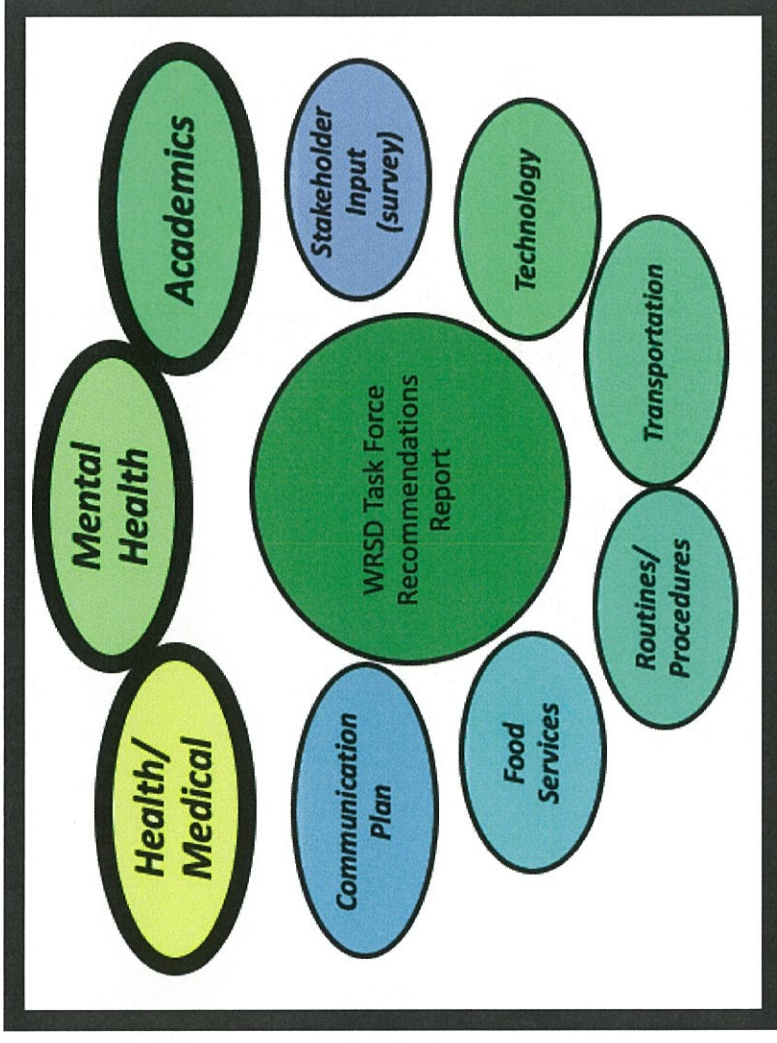 Health/
Medical
Mental
Health
Academics
Communication
Plan
WRSD Task Force
Recommendations
Report
Stakeholder
Input
(survey)
Food
Services
Technology
Routines/
Procedures
Transportation